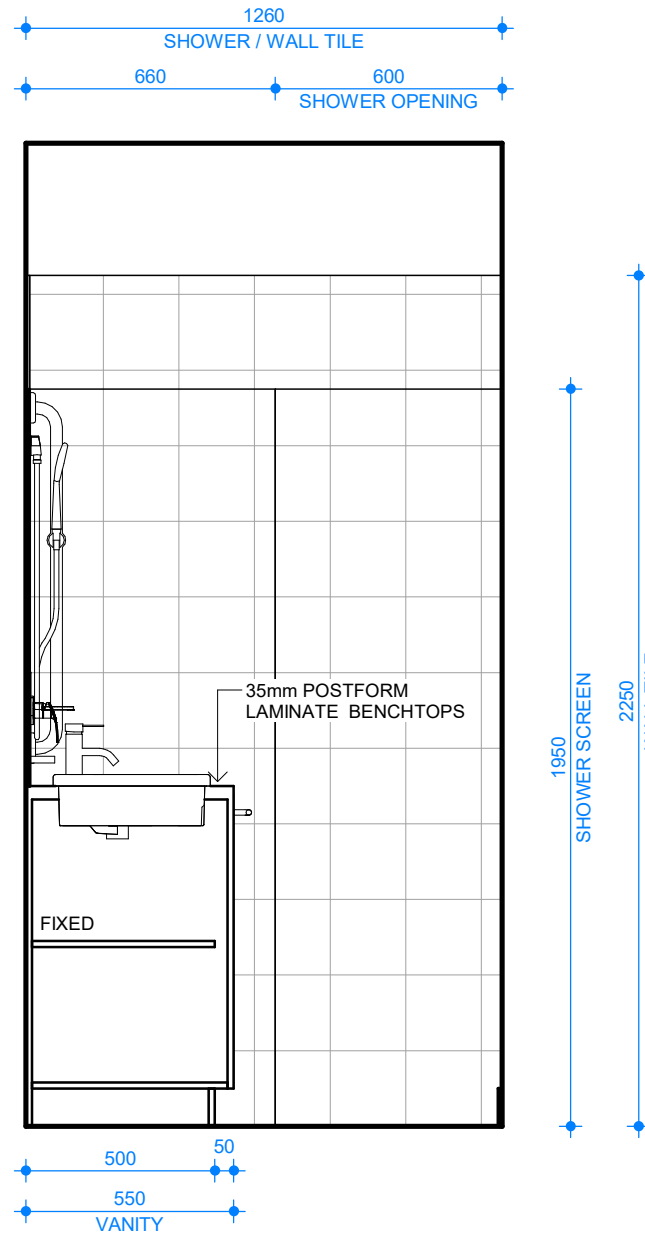 1260
SHOWER / WALL TILE
660
600
SHOWER OPENING
35mm POSTFORM
LAMINATE BENCHTOPS
1950
SHOWER SCREEN
2250
FIXED
500
50
550
VANITY